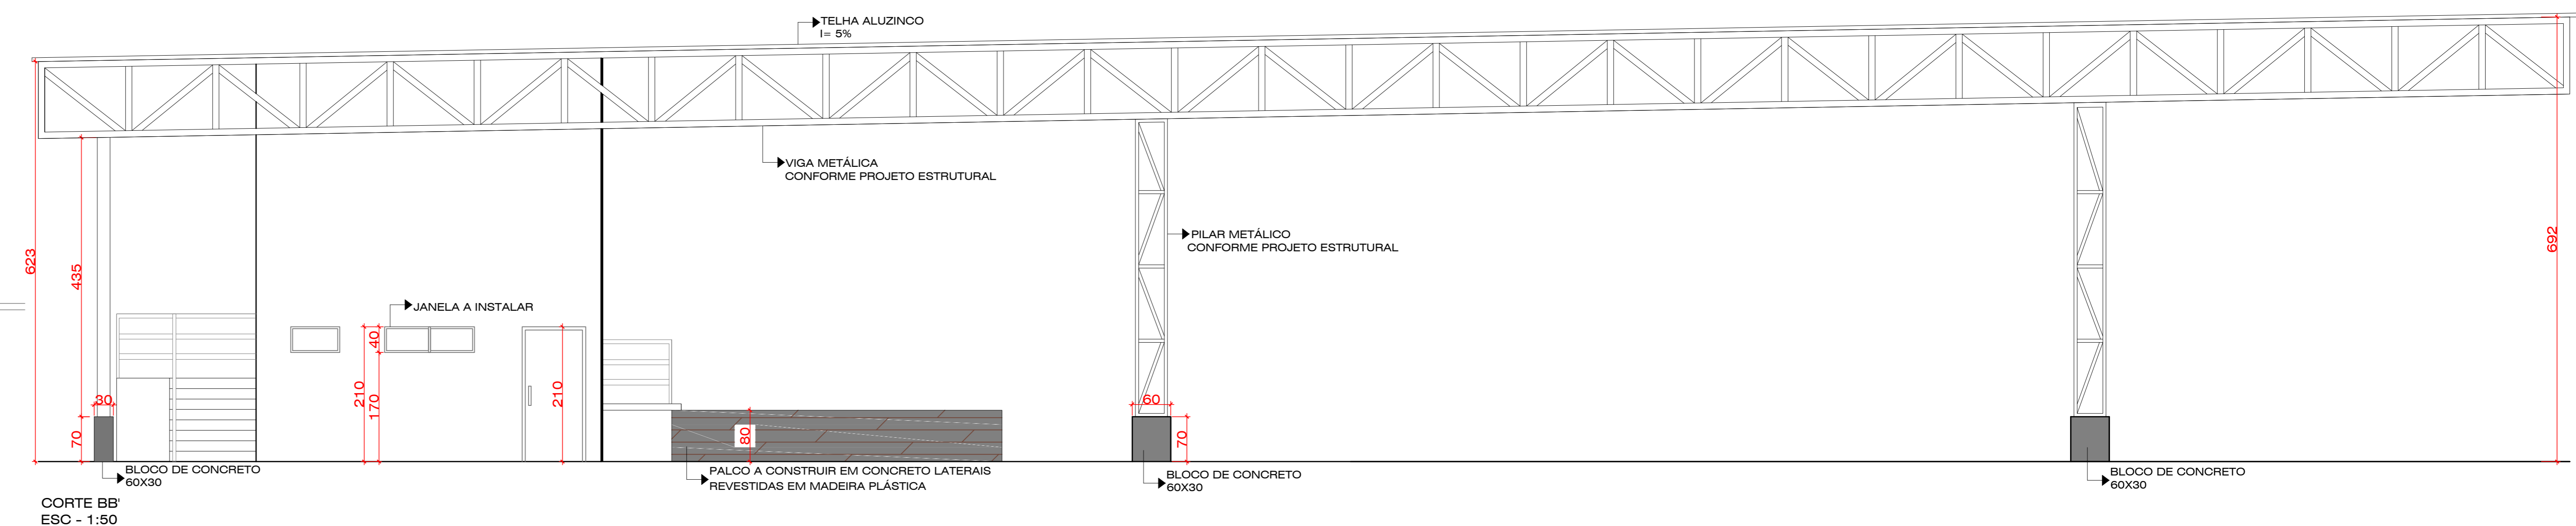 TELHA ALUZINCO
I= 5%
VIGA METÁLICA
CONFORME PROJETO ESTRUTURAL
PILAR METÁLICO
CONFORME PROJETO ESTRUTURAL
692
623
435
JANELA A INSTALAR
40
210
170
210
30
70
80
60
70
BLOCO DE CONCRETO
60X30
PALCO A CONSTRUIR EM CONCRETO LATERAIS
REVESTIDAS EM MADEIRA PLÁSTICA
BLOCO DE CONCRETO
60X30
BLOCO DE CONCRETO
60X30
CORTE BB'
ESC - 1:50